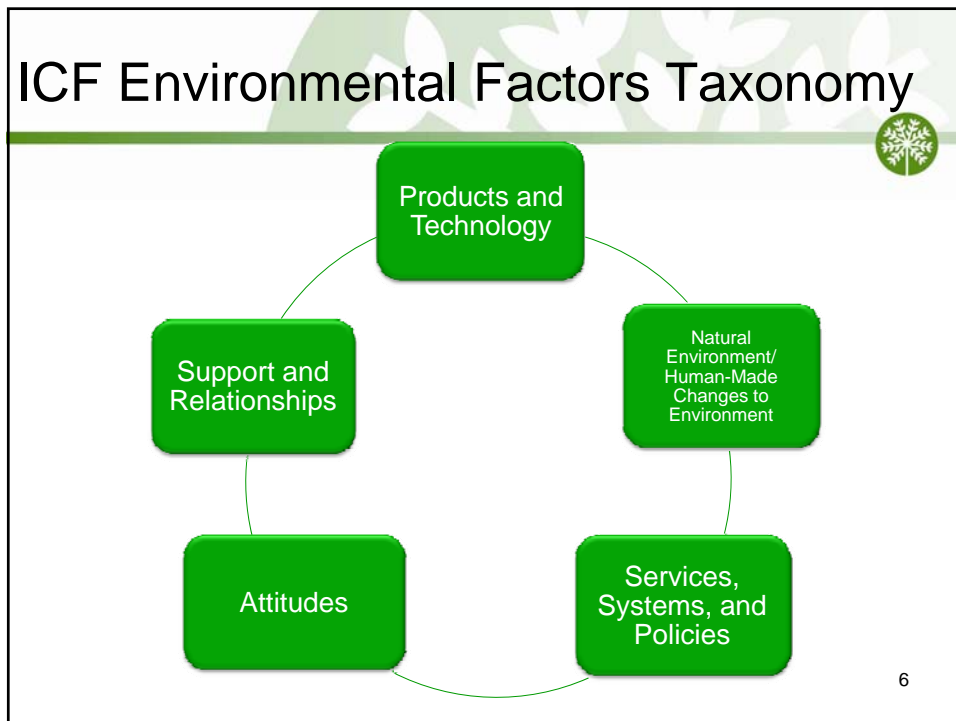 ICF Environmental Factors Taxonomy
Products and
Technology
Natural
Environment/
Human-Made
Changes to
Environment
Services,
Systems, and
Policies
Attitudes
Support and
Relationships
6